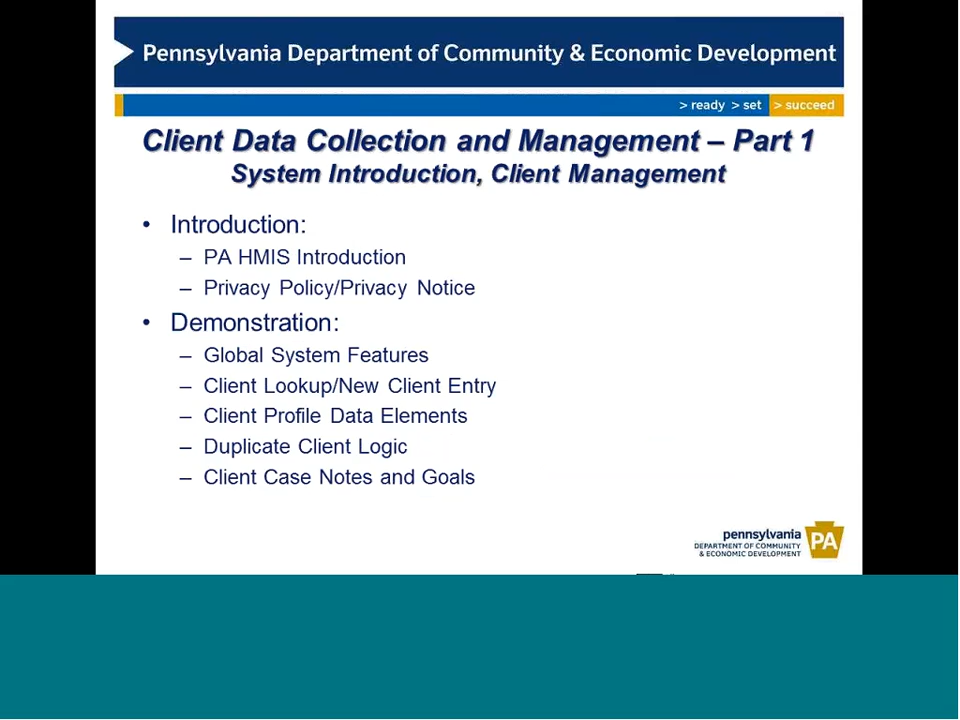 Pennsylvania Department of Community & Economic Development
> ready > set > succeed
Client Data Collection and Management – Part 1
System Introduction, Client Management
• Introduction:
– PA HMIS Introduction
– Privacy Policy/Privacy Notice
• Demonstration:
– Global System Features
– Client Lookup/New Client Entry
– Client Profile Data Elements
– Duplicate Client Logic
– Client Case Notes and Goals
pennsylvania
DEPARTMENT OF COMMUNITY
& ECONOMIC DEVELOPMENT
PA